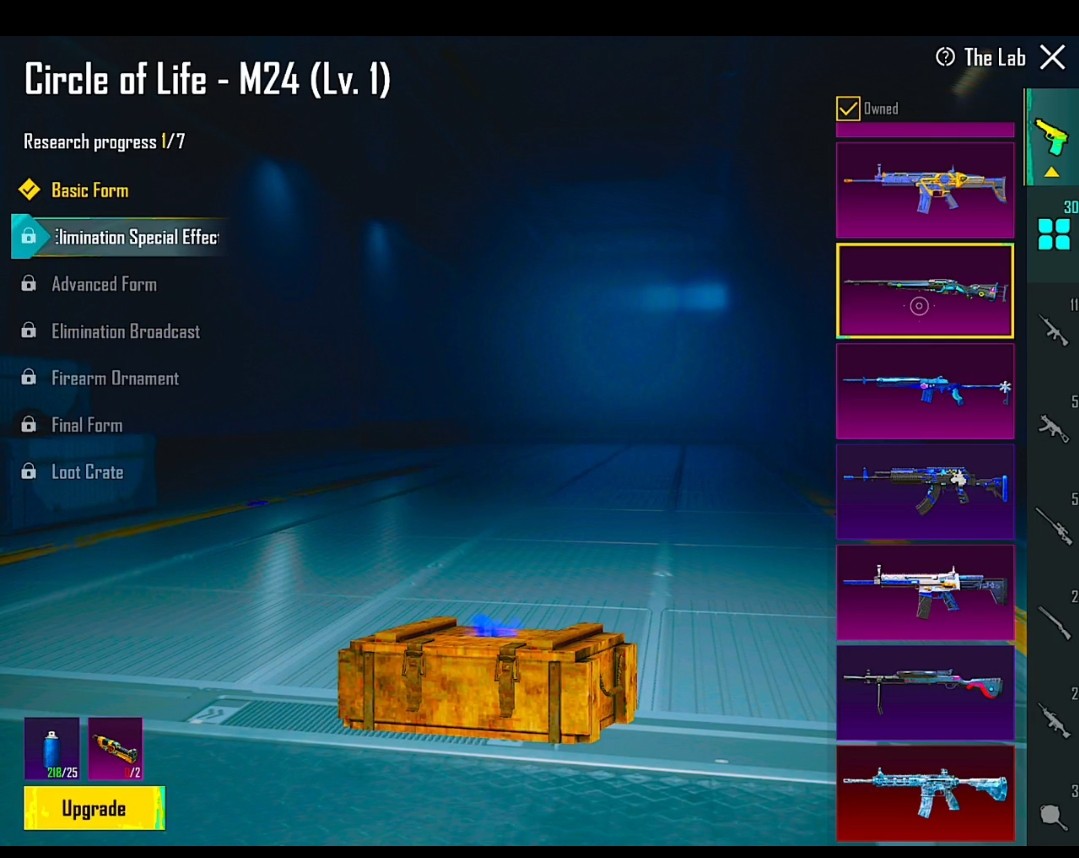 Circle of Life - M24 (Lv. 1)
The Lab
Research progress 1/7
Owned
Basic Form
Elimination Special Effect
Advanced Form
Elimination Broadcast
Firearm Ornament
Final Form
Loot Crate
30
11
5
5
2
2
3
218/25
/2
Upgrade